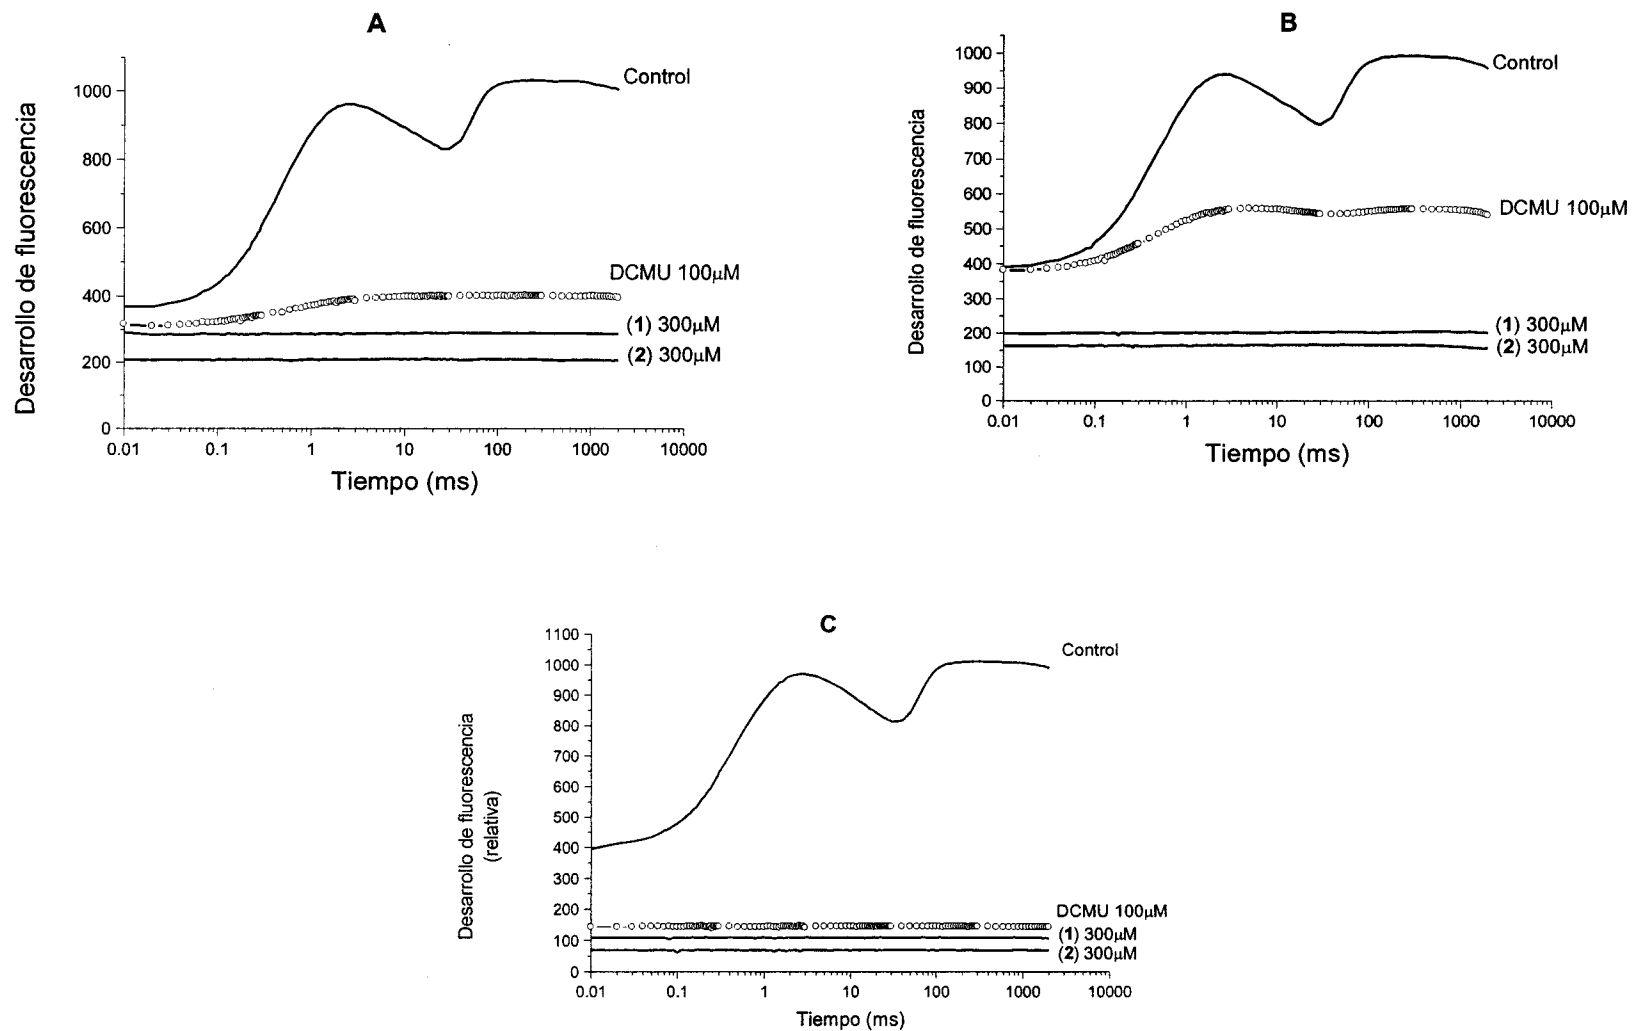 A
Desarrollo de fluorescencia
1000
800
600
400
200
0
Control
DCMU 100µM
(1) 300µM
(2) 300µM
0.01 0.1 1 10 100 1000 10000
Tiempo (ms)
B
Desarrollo de fluorescencia
1000
900
800
700
600
500
400
300
200
100
0
Control
DCMU 100µM
(1) 300µM
(2) 300µM
0.01 0.1 1 10 100 1000 10000
Tiempo (ms)
C
Desarrollo de fluorescencia
(relativa)
1100
1000
900
800
700
600
500
400
300
200
100
0
Control
DCMU 100µM
(1) 300µM
(2) 300µM
0.01 0.1 1 10 100 1000 10000
Tiempo (ms)